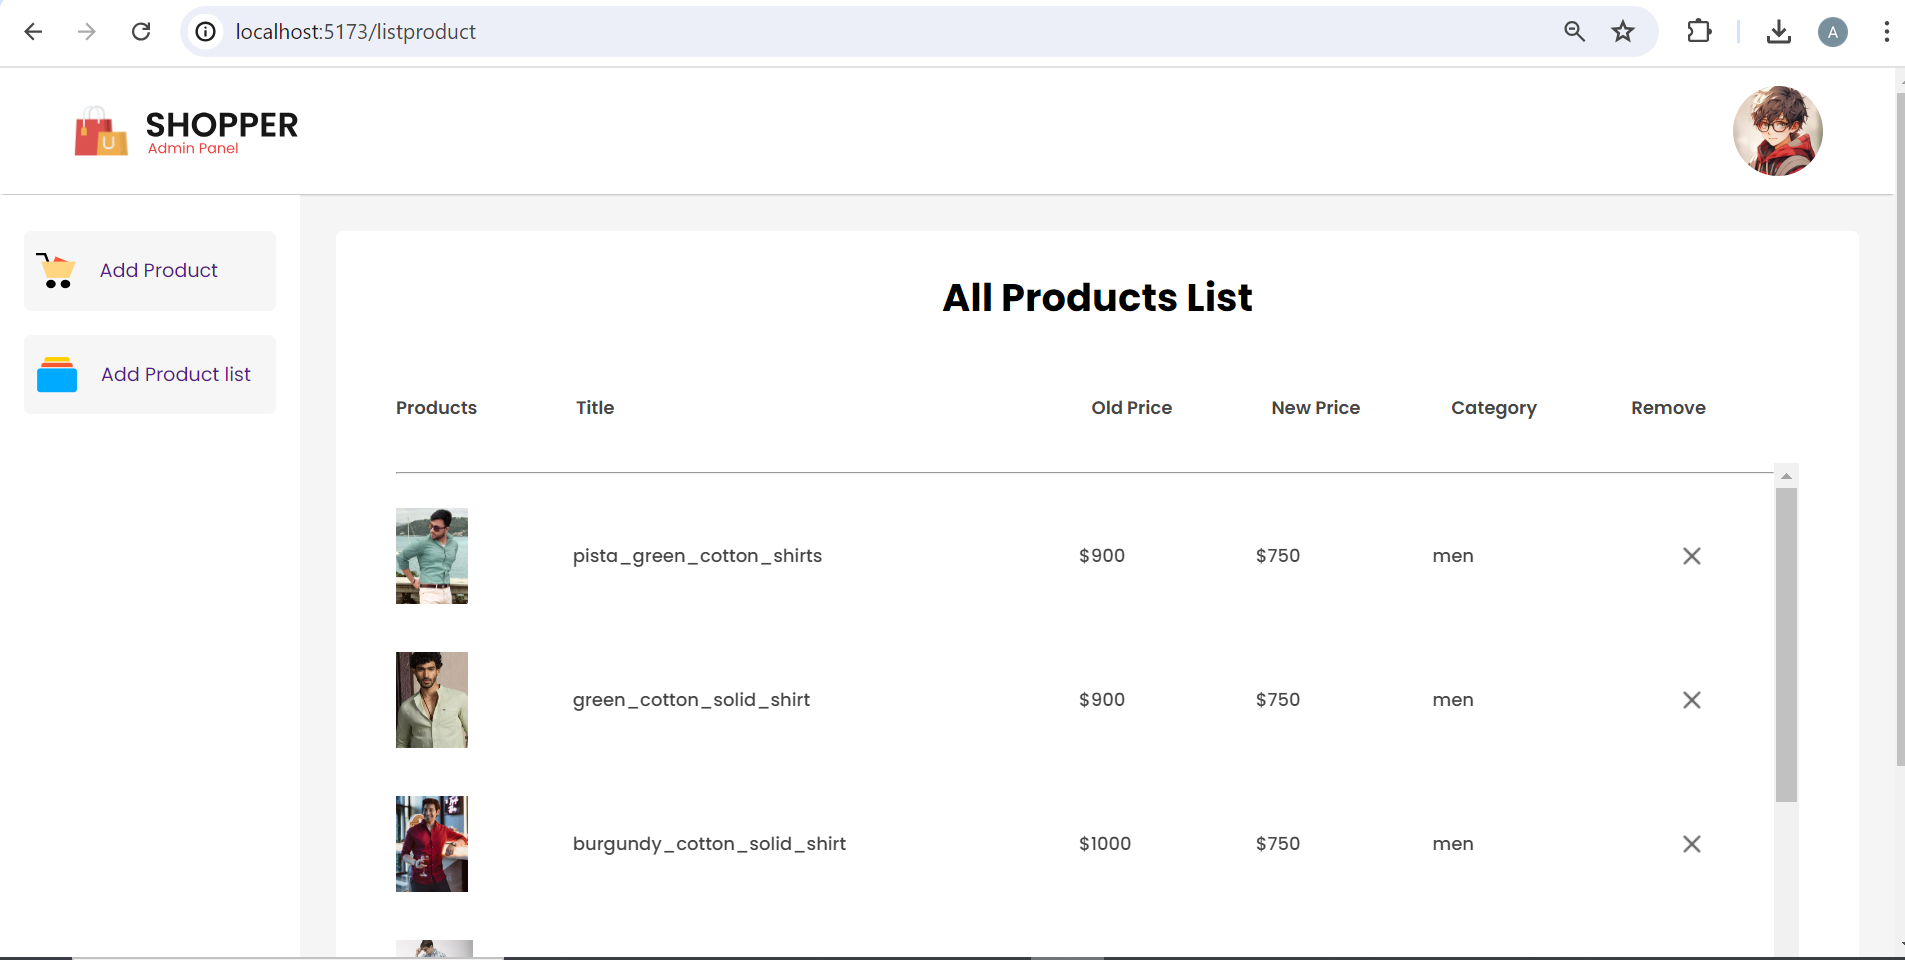 localhost:5173/listproduct
A
SHOPPER
Admin Panel
U
Add Product
Add Product list
All Products List
Products Title Old Price New Price Category Remove
pista_green_cotton_shirts $900 $750 men
green_cotton_solid_shirt $900 $750 men
burgundy_cotton_solid_shirt $1000 $750 men